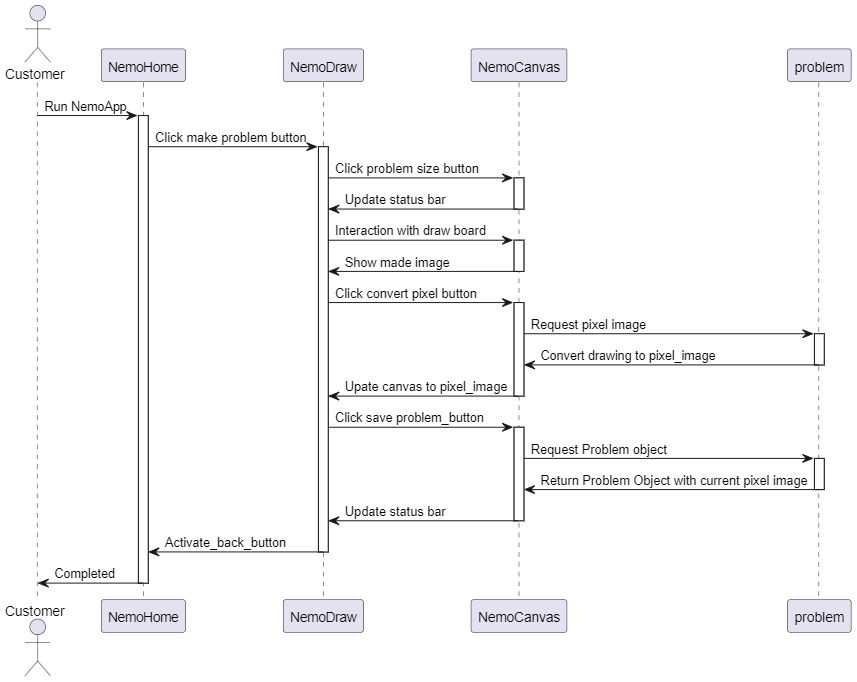 Customer
NemoHome
NemoDraw
NemoCanvas
problem
Run NemoApp
Click make problem button
Click problem size button
Update status bar
Interaction with draw board
Show made image
Click convert pixel button
Request pixel image
Convert drawing to pixel_image
Upate canvas to pixel_image
Click save problem_button
Request Problem object
Return Problem Object with current pixel image
Update status bar
Activate_back_button
Completed
Customer
NemoHome
NemoDraw
NemoCanvas
problem